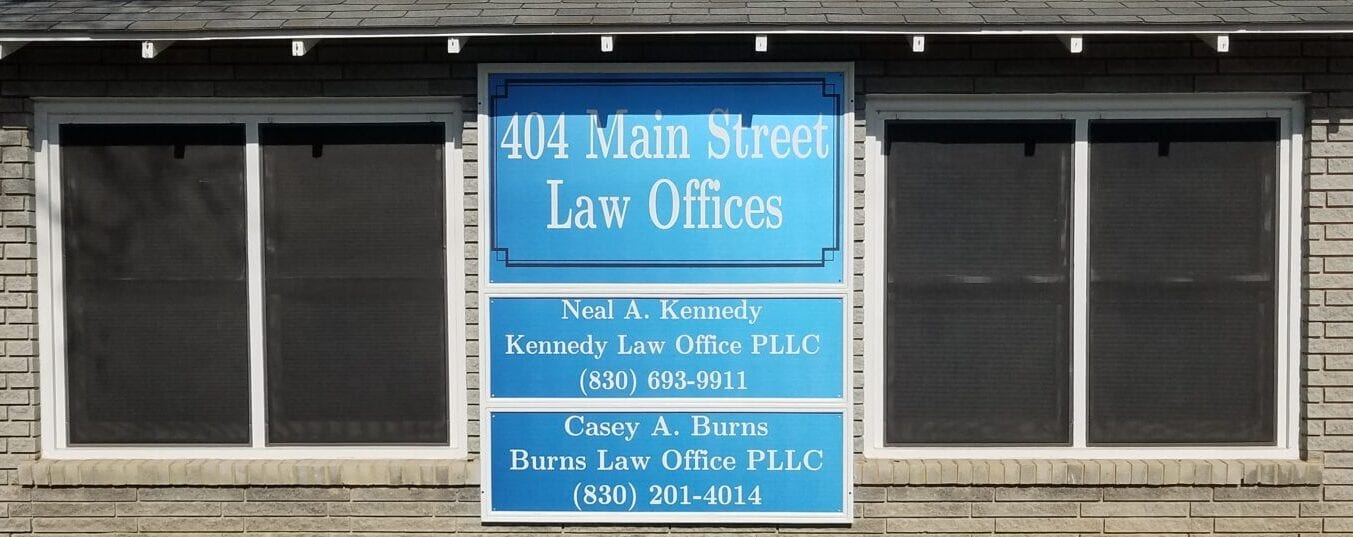 404 Main Street
Law Offices
Neal A. Kennedy
Kennedy Law Office PLLC
(830) 693-9911
Casey A. Burns
Burns Law Office PLLC
(830) 201-4014